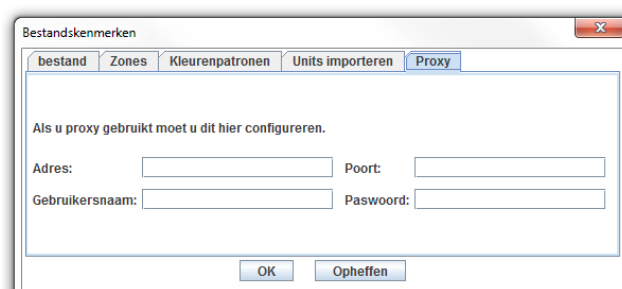 Bestandskenmerken
bestand Zones Kleurenpatronen Units importeren Proxy
Als u proxy gebruikt moet u dit hier configureren.
Adres: Poort:
Gebruikersnaam: Paswoord:
OK Opheffen